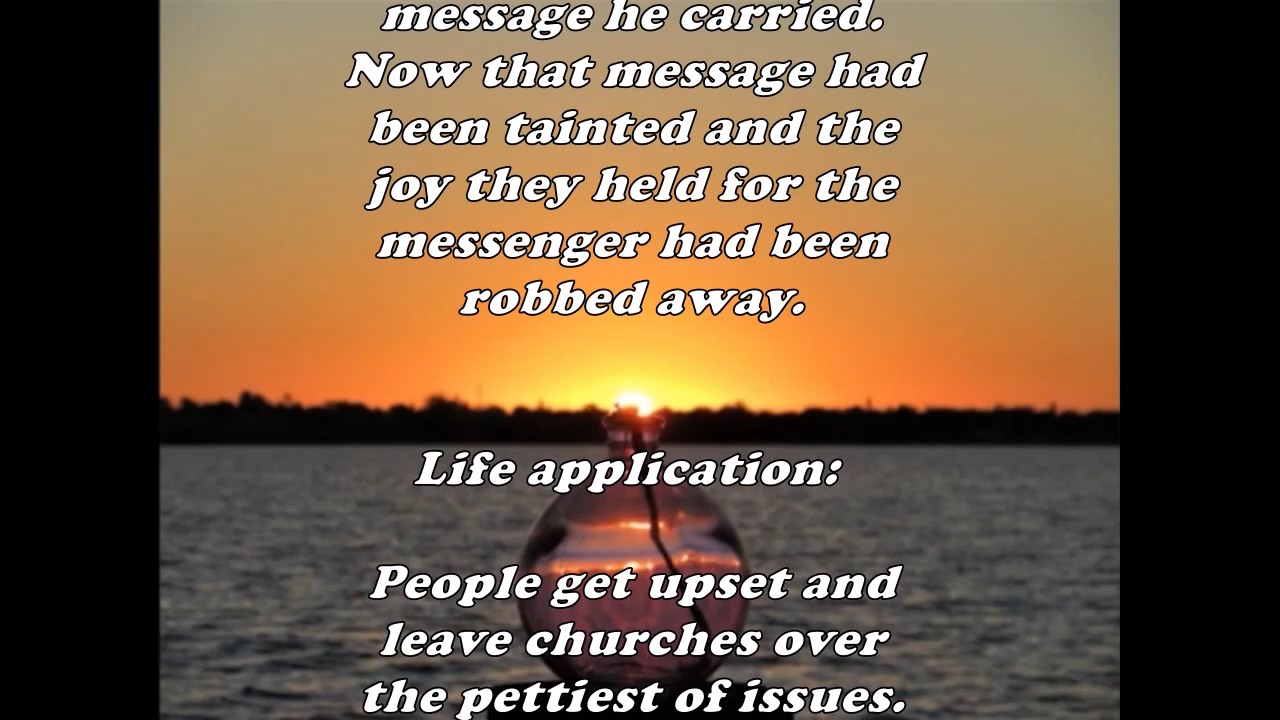 message he carried.
Now that message had
been tainted and the
joy they held for the
messenger had been
robbed away.
Life application:
People get upset and
leave churches over
the pettiest of issues.